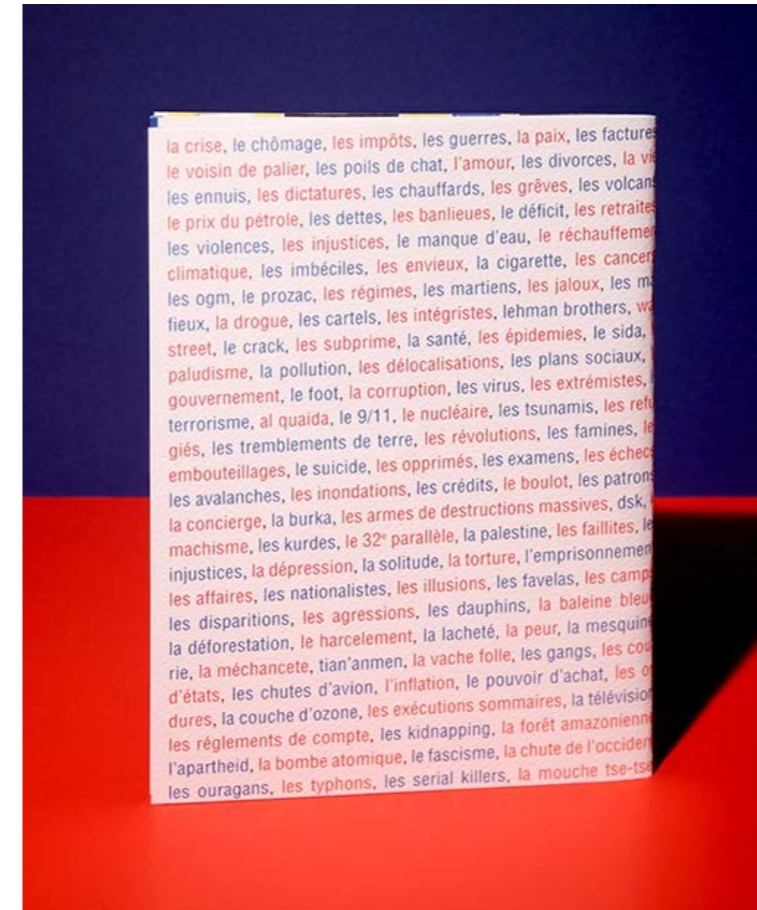 la crise, le chômage, les impôts, les guerres, la paix, les factures
le voisin de palier, les poils de chat, l'amour, les divorces, la vie
les ennuis, les dictatures, les chauffards, les grêves, les volcans
le prix du pétrole, les dettes, les banlieues, le déficit, les retraites
les violences, les injustices, le manque d'eau, le réchauffemen
climatique, les imbéciles, les envieux, la cigarette, les cancers
les ogm, le prozac, les régimes, les martiens, les jaloux, les ma
fieux, la drogue, les cartels, les intégristes, lehman brothers, wa
street, le crack, les subprime, la santé, les épidemies, le sida,
paludisme, la pollution, les délocalisations, les plans sociaux,
gouvernement, le foot, la corruption, les virus, les extrémistes,
terrorisme, al quaida, le 9/11, le nucléaire, les tsunamis, les refu
giés, les tremblements de terre, les révolutions, les famines, le
embouteillages, le suicide, les opprimés, les examens, les échecs
les avalanches, les inondations, les crédits, le boulot, les patrons
la concierge, la burka, les armes de destructions massives, dsk,
machisme, les kurdes, le 32e parallèle, la palestine, les faillites, le
injustices, la dépression, la solitude, la torture, l'emprisonnemen
les affaires, les nationalistes, les illusions, les favelas, les camps
les disparitions, les agressions, les dauphins, la baleine bleu
la déforestation, le harcelement, la lacheté, la peur, la mesquine
rie, la méchancete, tian'anmen, la vache folle, les gangs, les cou
d'états, les chutes d'avion, l'inflation, le pouvoir d'achat, les o
dures, la couche d'ozone, les exécutions sommaires, la télévision
les réglements de compte, les kidnapping, la forêt amazonienne
l'apartheid, la bombe atomique, le fascisme, la chute de l'occiden
les ouragans, les typhons, les serial killers, la mouche tse-tse